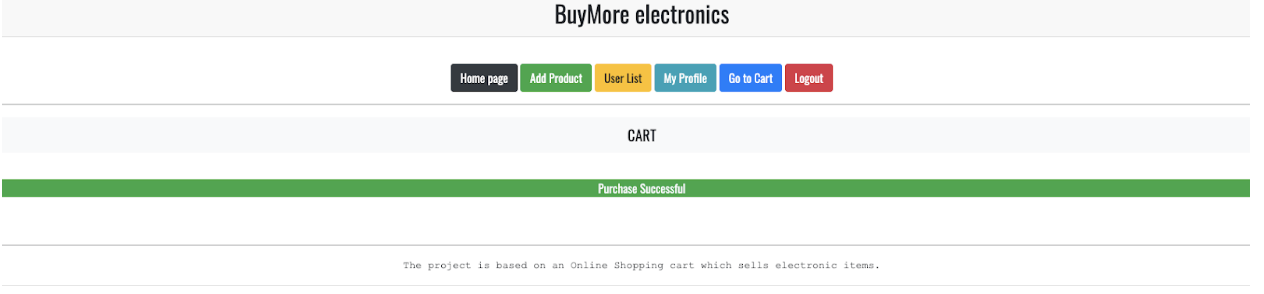 BuyMore electronics
Home page Add Product User List My Profile Go to Cart Logout
CART
Purchase Successful
The project is based on an Online Shopping cart which sells electronic items.